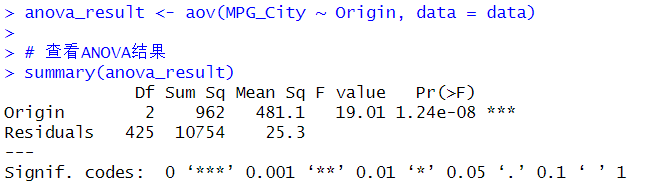 > anova_result <- aov(MPG_City ~ Origin, data = data)
>
> # 查看ANOVA结果
> summary(anova_result)
             Df Sum Sq Mean Sq F value   Pr(>F)
Origin        2    962   481.1   19.01 1.24e-08 ***
Residuals   425  10754    25.3
---
Signif. codes:  0 ‘***’ 0.001 ‘**’ 0.01 ‘*’ 0.05 ‘.’ 0.1 ‘ ’ 1